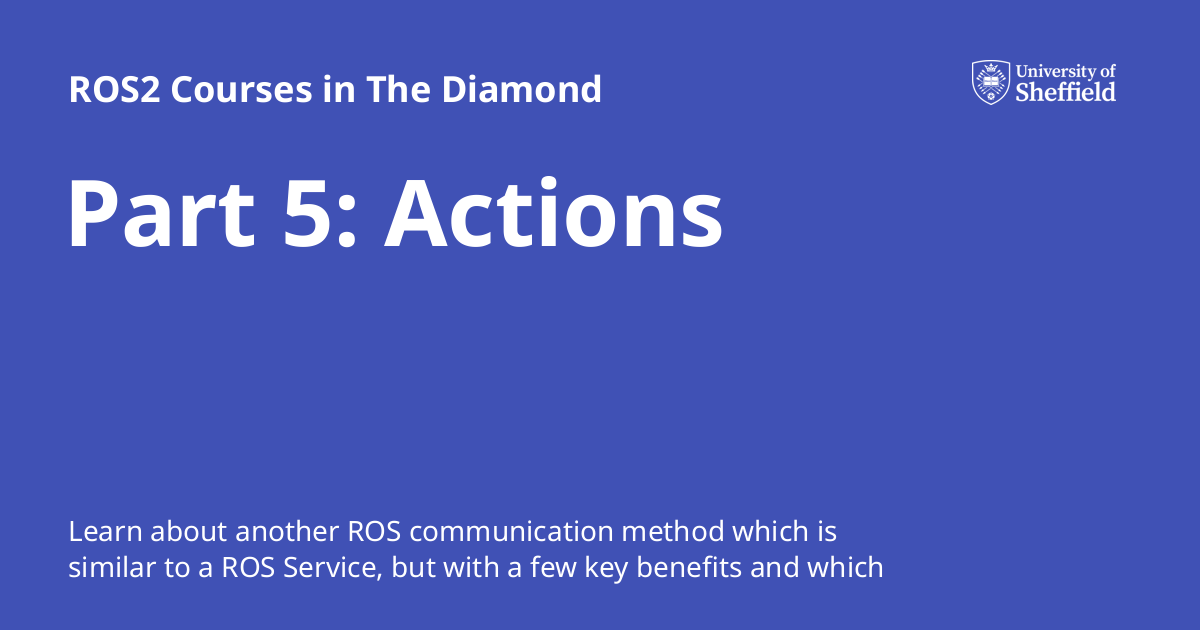 ROS2 Courses in The Diamond
University of
Sheffield
Part 5: Actions
Learn about another ROS communication method which is
similar to a ROS Service, but with a few key benefits and which